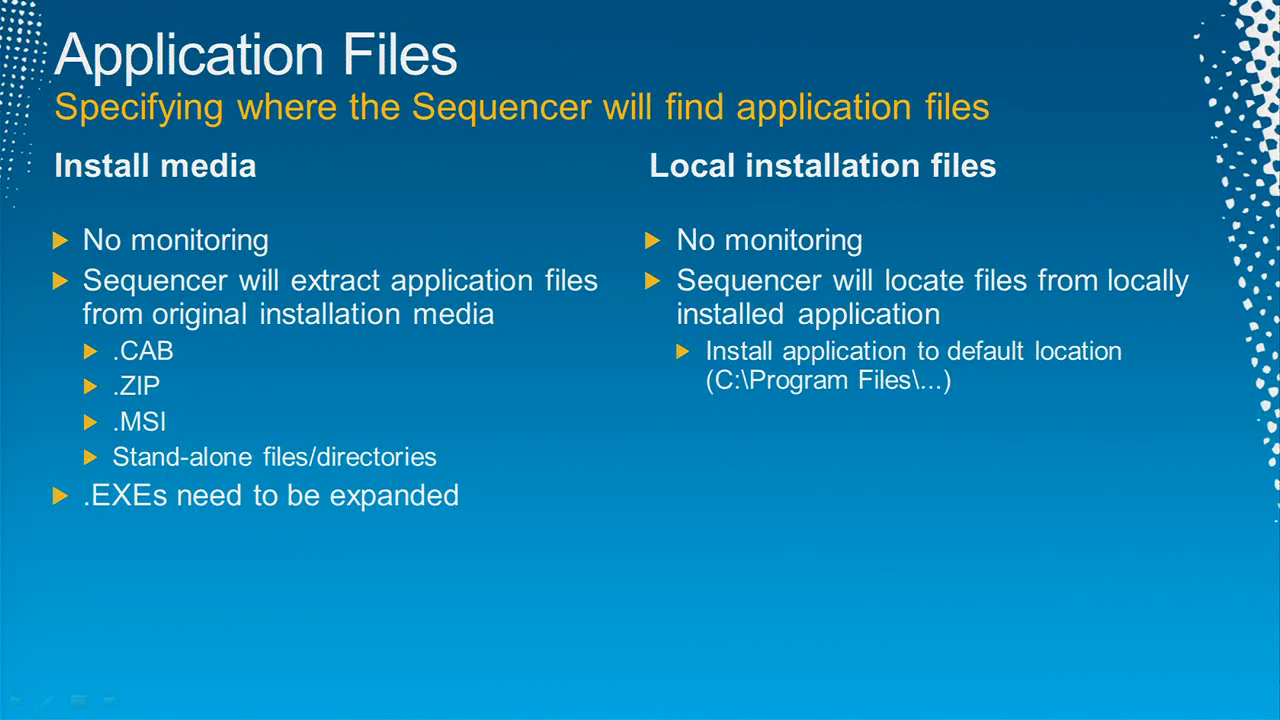 Application Files
Specifying where the Sequencer will find application files
Install media
No monitoring
Sequencer will extract application files
from original installation media
.CAB
.ZIP
.MSI
Stand-alone files/directories
.EXEs need to be expanded
Local installation files
No monitoring
Sequencer will locate files from locally
installed application
Install application to default location
(C:\Program Files\...)